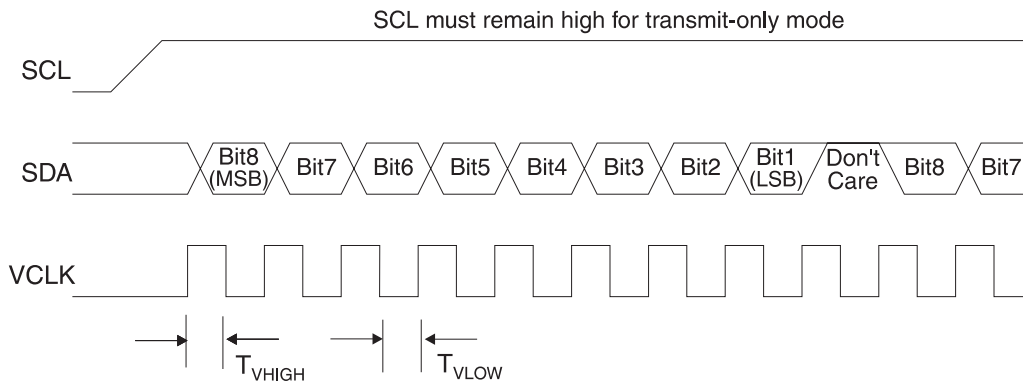 SCL must remain high for transmit-only mode
SCL
SDA
Bit8 (MSB)
Bit7
Bit6
Bit5
Bit4
Bit3
Bit2
Bit1 (LSB)
Don't Care
Bit8
Bit7
VCLK
TVHIGH
TVLOW